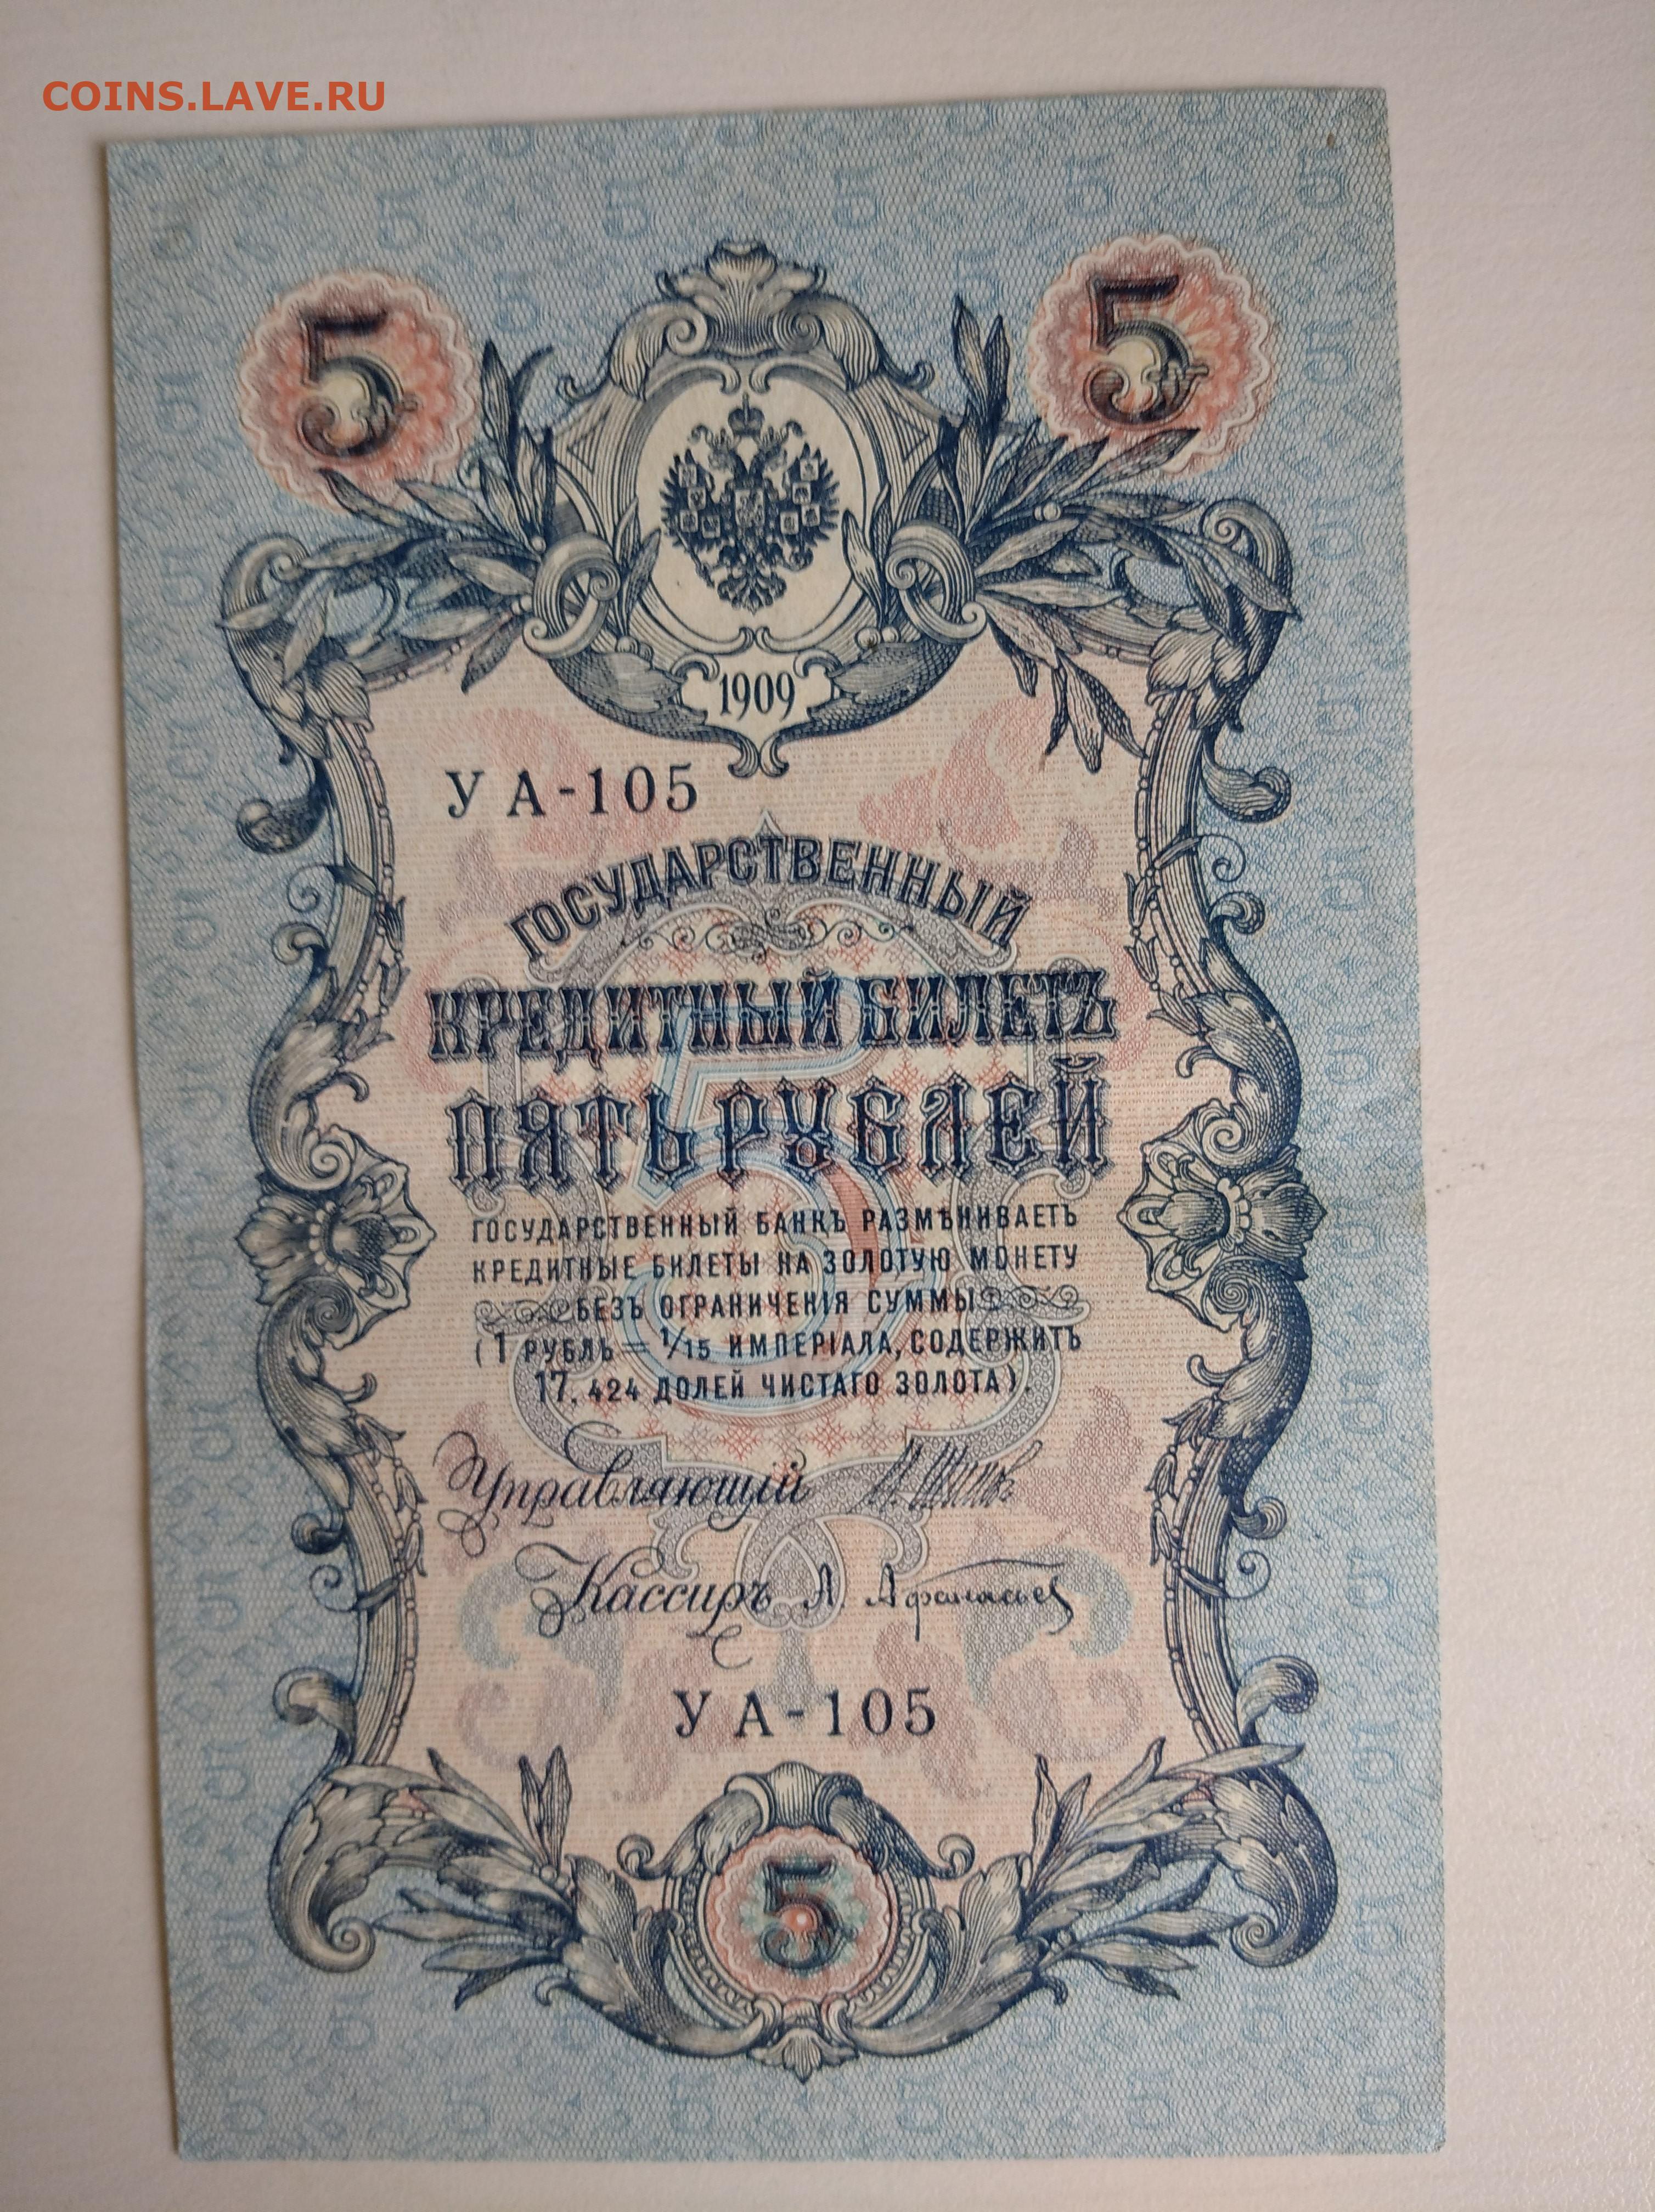 COINS.LAVE.RU
5 5
1909
УА-105
ГОСУДАРСТВЕННЫЙ
КРЕДИТНЫЙ БИЛЕТЪ
ПЯТЬ РУБЛЕЙ
ГОСУДАРСТВЕННЫЙ БАНКЪ РАЗМѢНИВАЕТЪ
КРЕДИТНЫЕ БИЛЕТЫ НА ЗОЛОТУЮ МОНЕТУ
БЕЗЪ ОГРАНИЧЕНІЯ СУММЫ
(1 РУБЛЬ = 1/15 ИМПЕРІАЛА, СОДЕРЖИТЪ
17,424 ДОЛЕЙ ЧИСТАГО ЗОЛОТА).
Управляющій И. Шипов
Кассиръ А. Афанасьев
УА-105
5